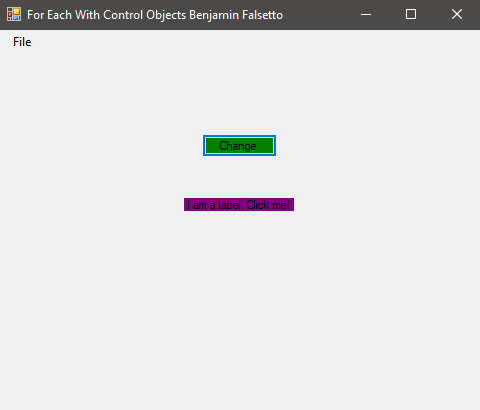 For Each With Control Objects Benjamin Falsetto
File
Change
I am a label. Click me!